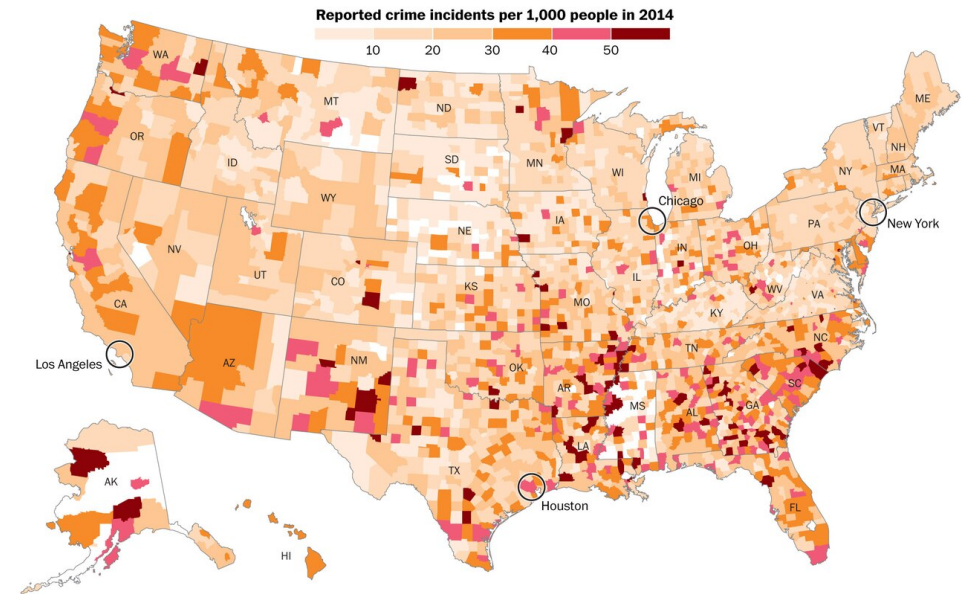 Reported crime incidents per 1,000 people in 2014
10 20 30 40 50
WA
MT
ND
ME
OR
ID
SD
MN
WI
MI
VT
NH
NY
MA
WY
Chicago
New York
NE
IA
PA
NV
UT
CO
KS
MO
IL
IN
OH
WV
VA
KY
CA
Los Angeles
AZ
NM
OK
AR
TN
NC
SC
MS
AL
GA
LA
TX
Houston
FL
AK
HI